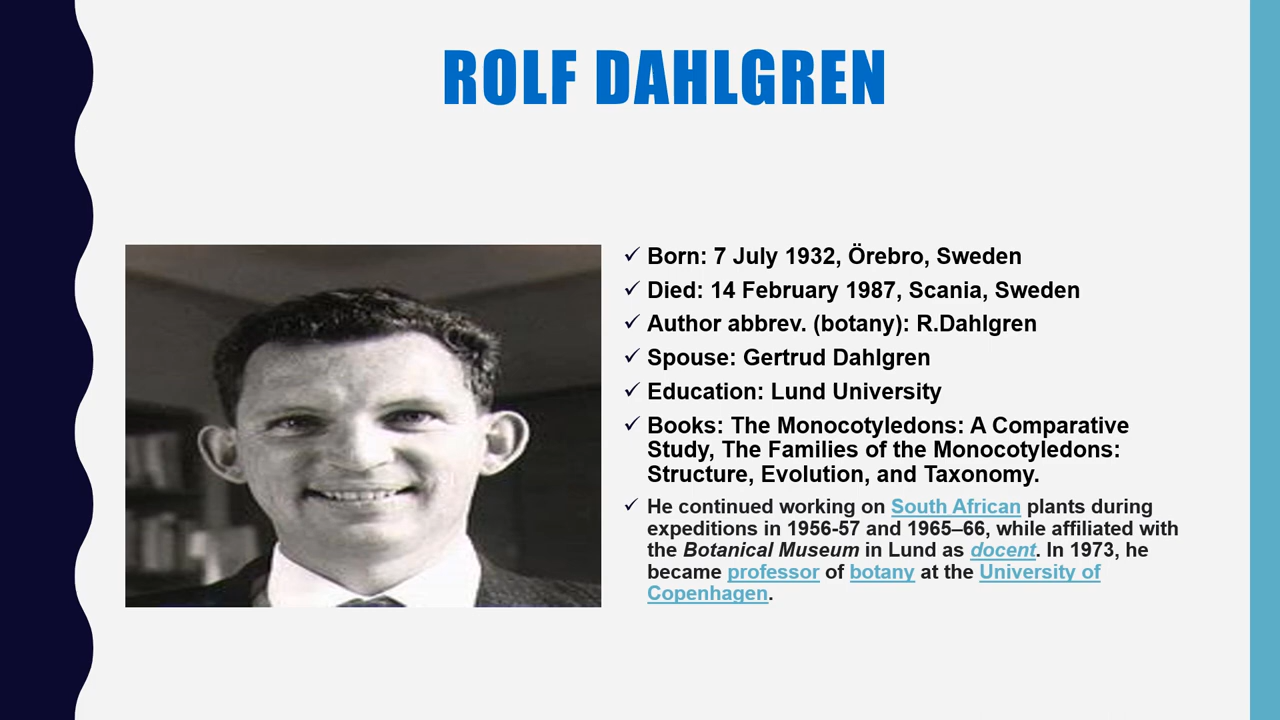 ROLF DAHLGREN
✓ Born: 7 July 1932, Örebro, Sweden
✓ Died: 14 February 1987, Scania, Sweden
✓ Author abbrev. (botany): R.Dahlgren
✓ Spouse: Gertrud Dahlgren
✓ Education: Lund University
✓ Books: The Monocotyledons: A Comparative
Study, The Families of the Monocotyledons:
Structure, Evolution, and Taxonomy.
✓ He continued working on South African plants during
expeditions in 1956-57 and 1965–66, while affiliated with
the Botanical Museum in Lund as docent. In 1973, he
became professor of botany at the University of
Copenhagen.